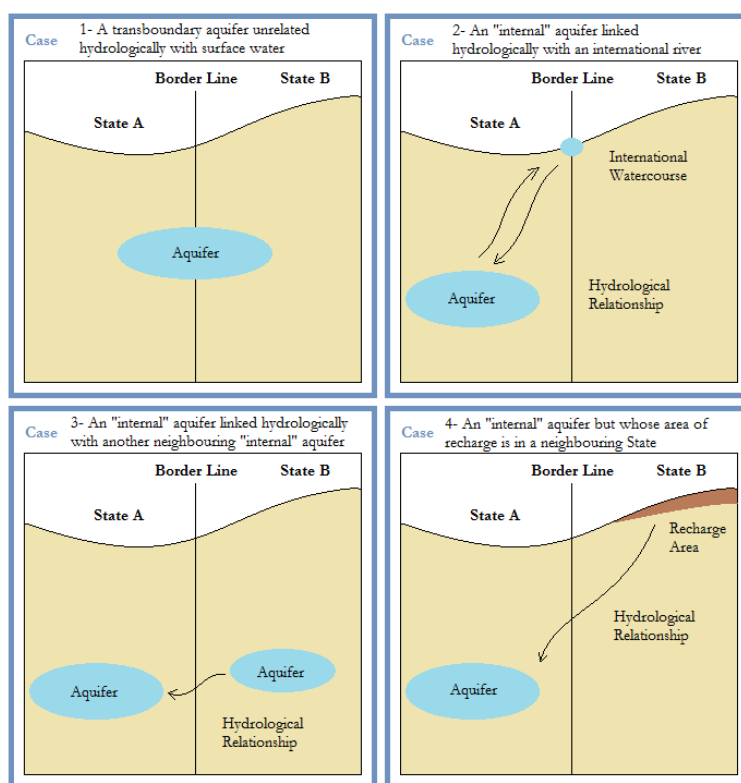 Case
1- A transboundary aquifer unrelated
hydrologically with surface water
Border Line
State B
State A
Aquifer
Case
2- An "internal" aquifer linked
hydrologically with an international river
Border Line
State B
State A
International
Watercourse
Aquifer
Hydrological
Relationship
Case
3- An "internal" aquifer linked hydrologically
with another neighbouring "internal" aquifer
Border Line
State B
State A
Aquifer
Aquifer
Hydrological
Relationship
Case
4- An "internal" aquifer but whose area of
recharge is in a neighbouring State
Border Line
State B
State A
Recharge
Area
Hydrological
Relationship
Aquifer